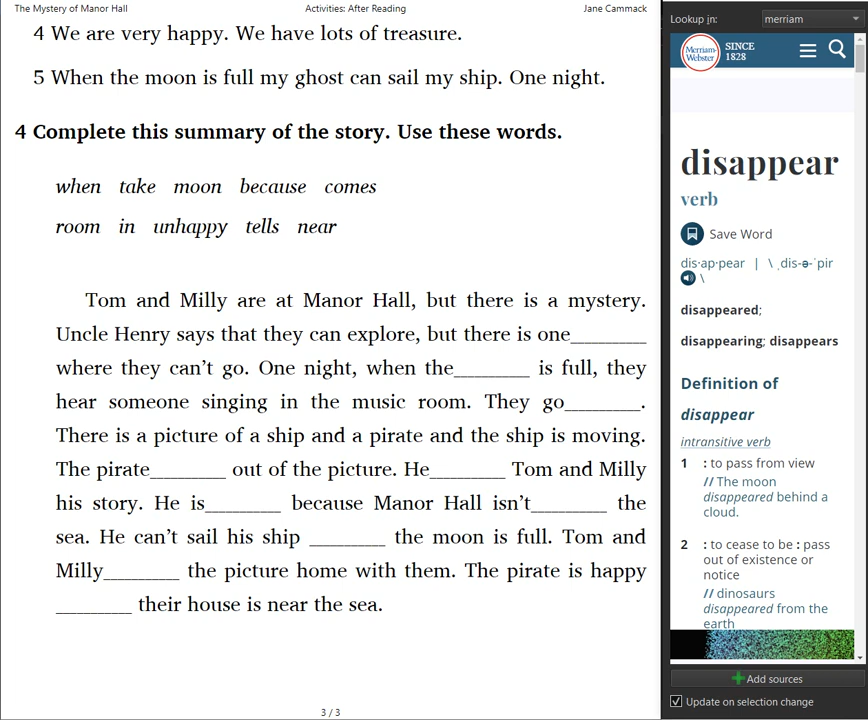 The Mystery of Manor Hall Activities: After Reading Jane Cammack
4 We are very happy. We have lots of treasure.
5 When the moon is full my ghost can sail my ship. One night.
4 Complete this summary of the story. Use these words.
when take moon because comes
room in unhappy tells near
Tom and Milly are at Manor Hall, but there is a mystery.
Uncle Henry says that they can explore, but there is one________
where they can’t go. One night, when the________ is full, they
hear someone singing in the music room. They go________.
There is a picture of a ship and a pirate and the ship is moving.
The pirate________ out of the picture. He________ Tom and Milly
his story. He is________ because Manor Hall isn’t________ the
sea. He can’t sail his ship ________ the moon is full. Tom and
Milly________ the picture home with them. The pirate is happy
________ their house is near the sea.
3 / 3
Lookup in: merriam
Merriam-Webster SINCE 1828
disappear
verb
Save Word
dis·ap·pear | \ ˌdis-ə-ˈpir
\
disappeared;
disappearing; disappears
Definition of
disappear
intransitive verb
1 : to pass from view
// The moon
disappeared behind a
cloud.
2 : to cease to be : pass
out of existence or
notice
// dinosaurs
disappeared from the
earth
Add sources
Update on selection change